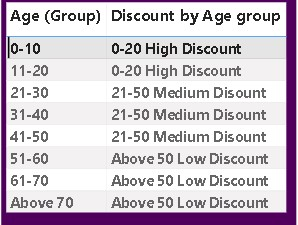 Age (Group) Discount by Age group
0-10 0-20 High Discount
11-20 0-20 High Discount
21-30 21-50 Medium Disount
31-40 21-50 Medium Disount
41-50 21-50 Medium Disount
51-60 Above 50 Low Discount
61-70 Above 50 Low Discount
Above 70 Above 50 Low Discount